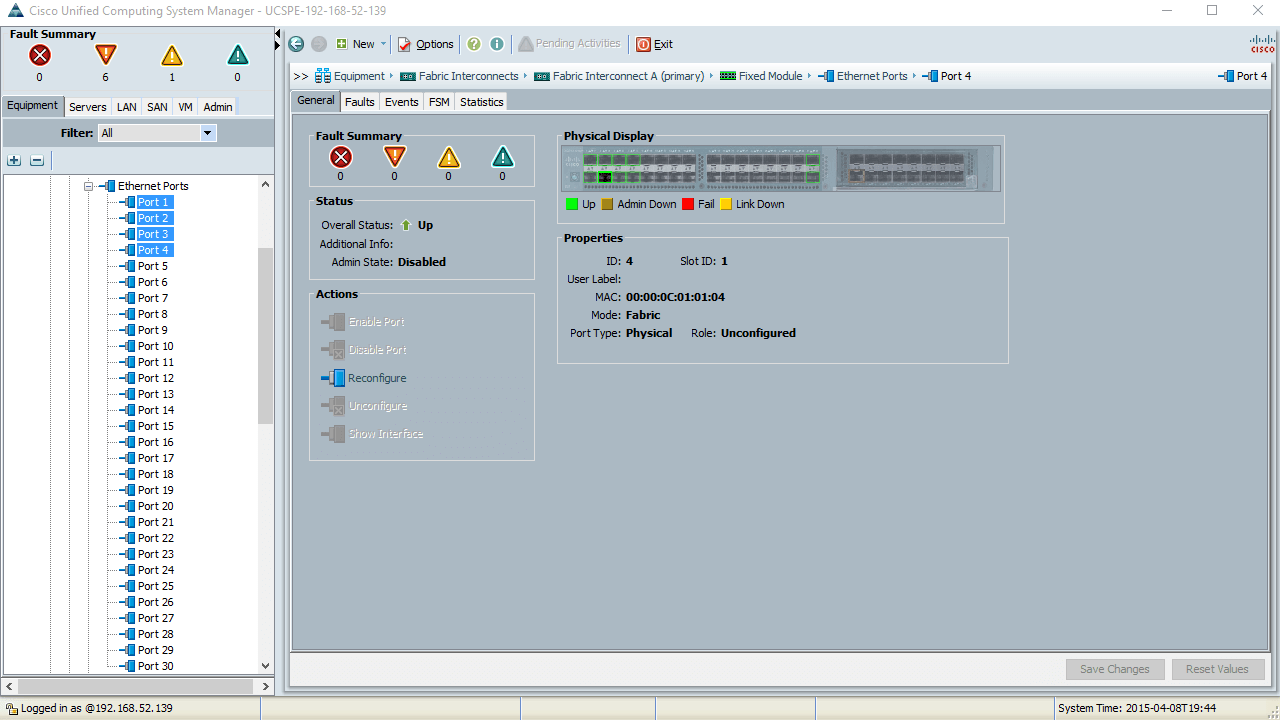 Cisco Unified Computing System Manager - UCSPE-192-168-52-139
Fault Summary
0 6 1 0
Equipment Servers LAN SAN VM Admin
Filter: All
Ethernet Ports
Port 1
Port 2
Port 3
Port 4
Port 5
Port 6
Port 7
Port 8
Port 9
Port 10
Port 11
Port 12
Port 13
Port 14
Port 15
Port 16
Port 17
Port 18
Port 19
Port 20
Port 21
Port 22
Port 23
Port 24
Port 25
Port 26
Port 27
Port 28
Port 29
Port 30
New Options Pending Activities Exit
CISCO
>> Equipment Fabric Interconnects Fabric Interconnect A (primary) Fixed Module Ethernet Ports Port 4
Port 4
General Faults Events FSM Statistics
Fault Summary
0 0 0 0
Status
Overall Status: Up
Additional Info:
Admin State: Disabled
Actions
Enable Port
Disable Port
Reconfigure
Unconfigure
Show Interface
Physical Display
Up Admin Down Fail Link Down
Properties
ID: 4 Slot ID: 1
User Label:
MAC: 00:00:0C:01:01:04
Mode: Fabric
Port Type: Physical Role: Unconfigured
Save Changes Reset Values
Logged in as @192.168.52.139
System Time: 2015-04-08T19:44